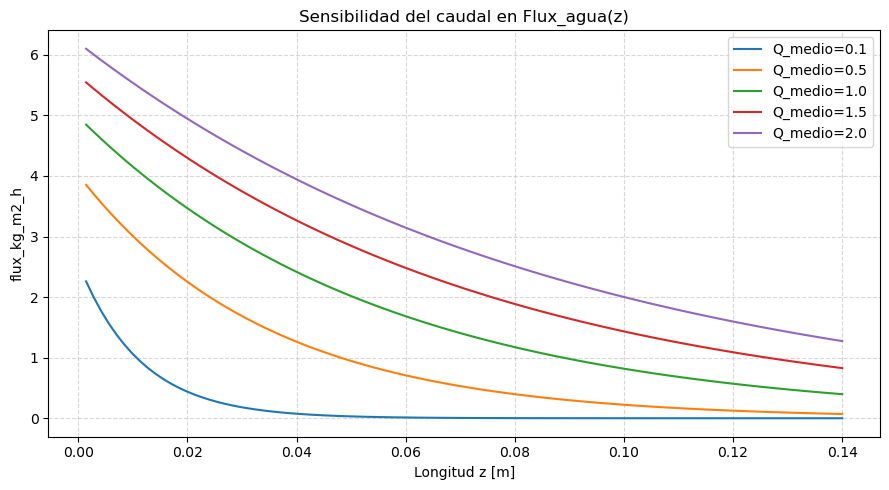 Sensibilidad del caudal en Flux_agua(z)
Q_medio=0.1
Q_medio=0.5
Q_medio=1.0
Q_medio=1.5
Q_medio=2.0
flux_kg_m2_h
6
5
4
3
2
1
0
0.00 0.02 0.04 0.06 0.08 0.10 0.12 0.14
Longitud z [m]